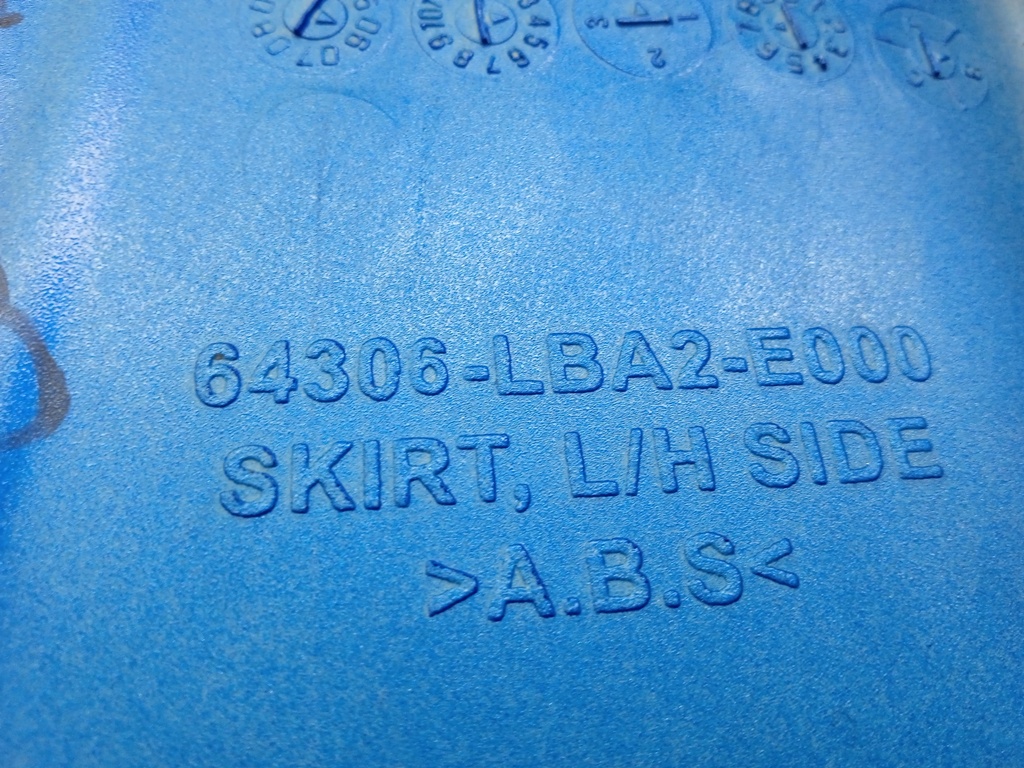 64306-LBA2-E000
SKIRT, L/H SIDE
>A.B.S<